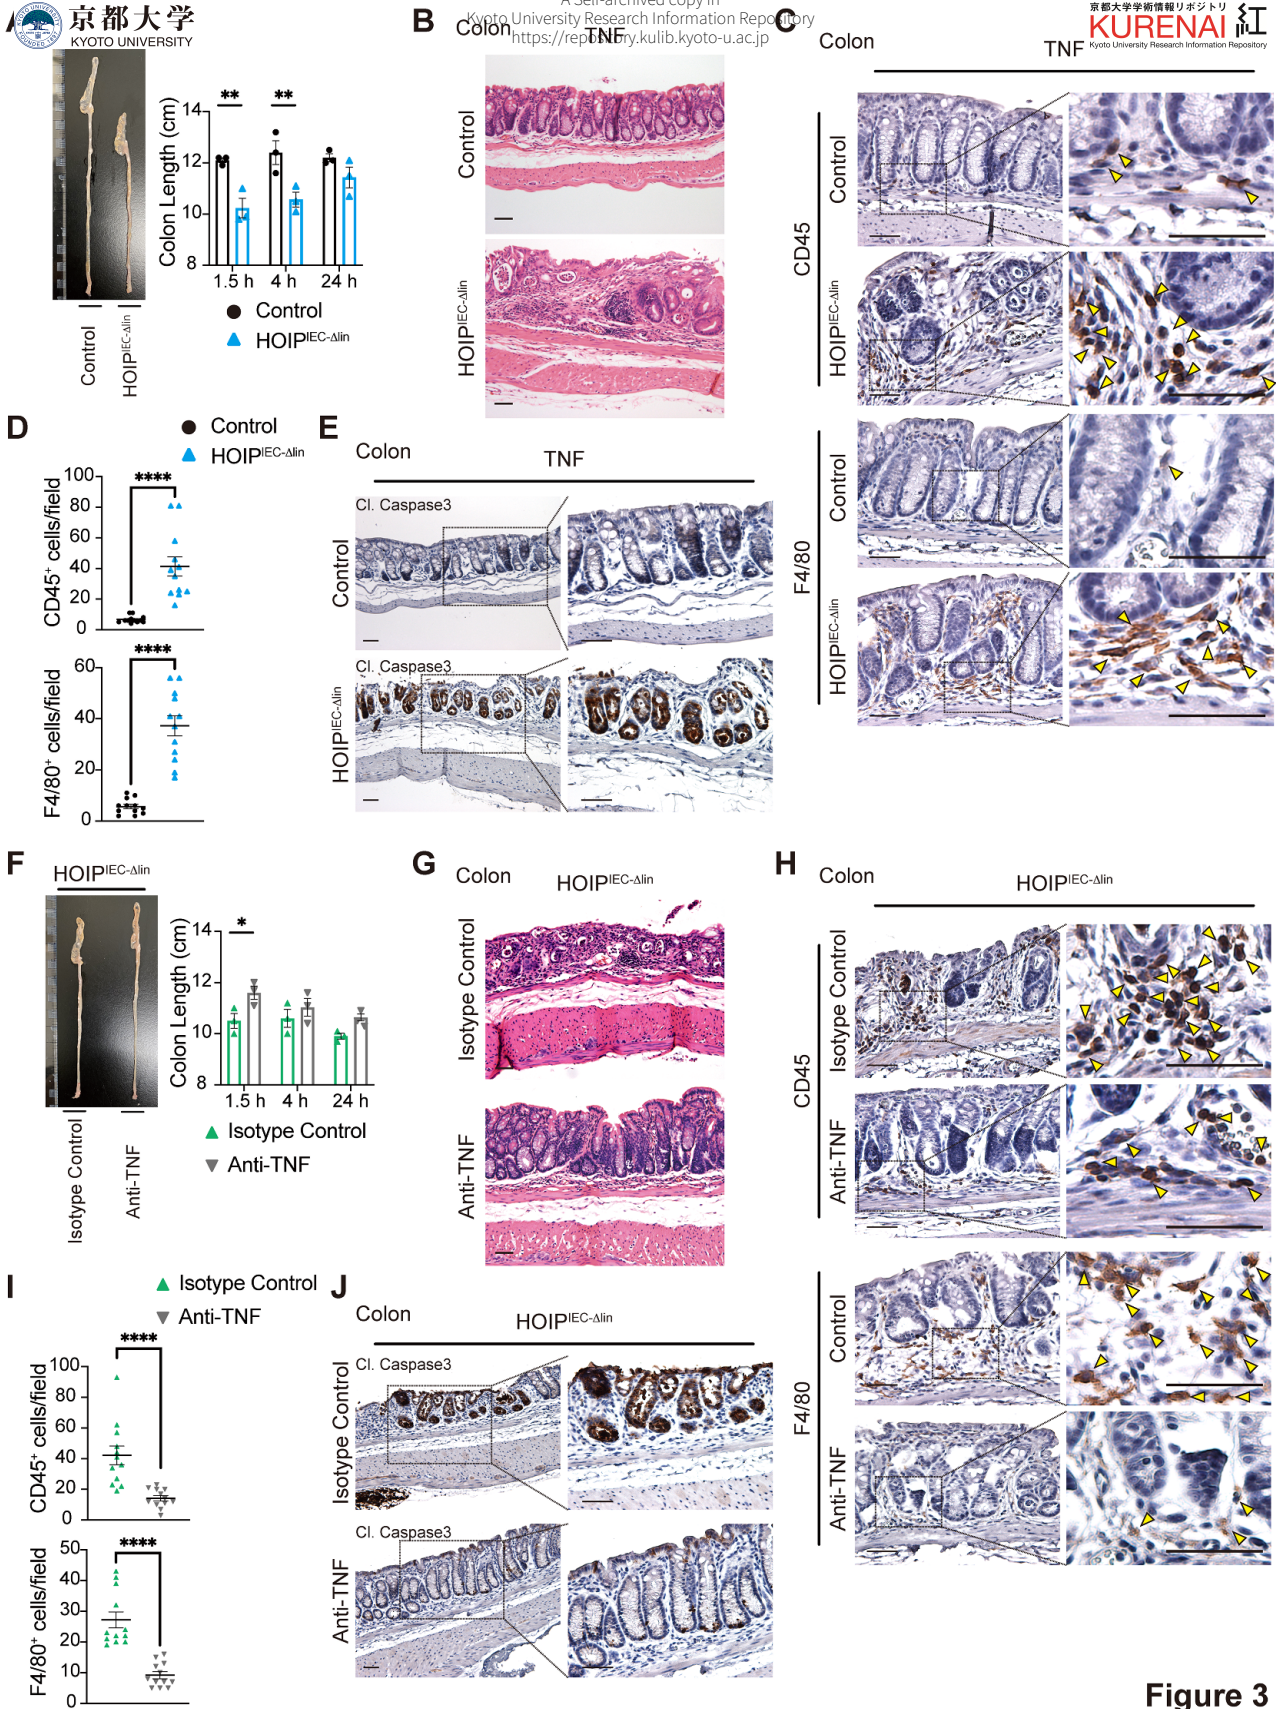 A
京都大学
KYOTO UNIVERSITY
A Self-archived copy in
Kyoto University Research Information Repository
https://repository.kulib.kyoto-u.ac.jp
京都大学学術情報リポジトリ
KURENAI 紅
Kyoto University Research Information Repository
Colon Length (cm)
14
12
10
8
** **
1.5 h 4 h 24 h
Control
HOIPIEC-Δlin
Control
HOIPIEC-Δlin
B
Colon
TNF
Control
HOIPIEC-Δlin
C
Colon
TNF
CD45
Control
HOIPIEC-Δlin
F4/80
Control
HOIPIEC-Δlin
D
Control
HOIPIEC-Δlin
CD45+ cells/field
100
80
60
40
20
0
****
F4/80+ cells/field
60
40
20
0
****
E
Colon
TNF
Cl. Caspase3
Control
Cl. Caspase3
HOIPIEC-Δlin
F
HOIPIEC-Δlin
Isotype Control
Anti-TNF
Colon Length (cm)
14
12
10
8
*
1.5 h 4 h 24 h
Isotype Control
Anti-TNF
G
Colon
HOIPIEC-Δlin
Isotype Control
Anti-TNF
H
Colon
HOIPIEC-Δlin
CD45
Isotype Control
Anti-TNF
F4/80
Control
Anti-TNF
I
Isotype Control
Anti-TNF
CD45+ cells/field
100
80
60
40
20
0
****
F4/80+ cells/field
50
40
30
20
10
0
****
J
Colon
HOIPIEC-Δlin
Cl. Caspase3
Isotype Control
Cl. Caspase3
Anti-TNF
Figure 3